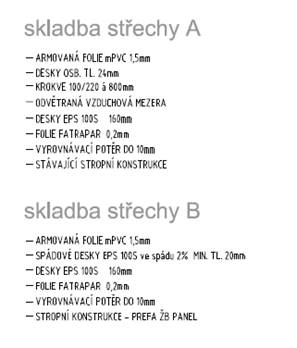 skladba střechy A
— ARMOVANÁ FOLIE mPVC 1,5mm
— DESKY OSB. TL. 24mm
— KROKVE 100/220 á 800mm
— ODVĚTRANÁ VZDUCHOVÁ MEZERA
— DESKY EPS 100S 160mm
— FOLIE FATRAPAR 0,2mm
— VYROVNÁVACÍ POTĚR DO 10mm
— STÁVAJÍCÍ STROPNÍ KONSTRUKCE
skladba střechy B
— ARMOVANÁ FOLIE mPVC 1,5mm
— SPÁDOVÉ DESKY EPS 100S ve spádu 2% MIN. TL. 20mm
— DESKY EPS 100S 160mm
— FOLIE FATRAPAR 0,2mm
— VYROVNÁVACÍ POTĚR DO 10mm
— STROPNÍ KONSTRUKCE – PREFA ŽB PANEL